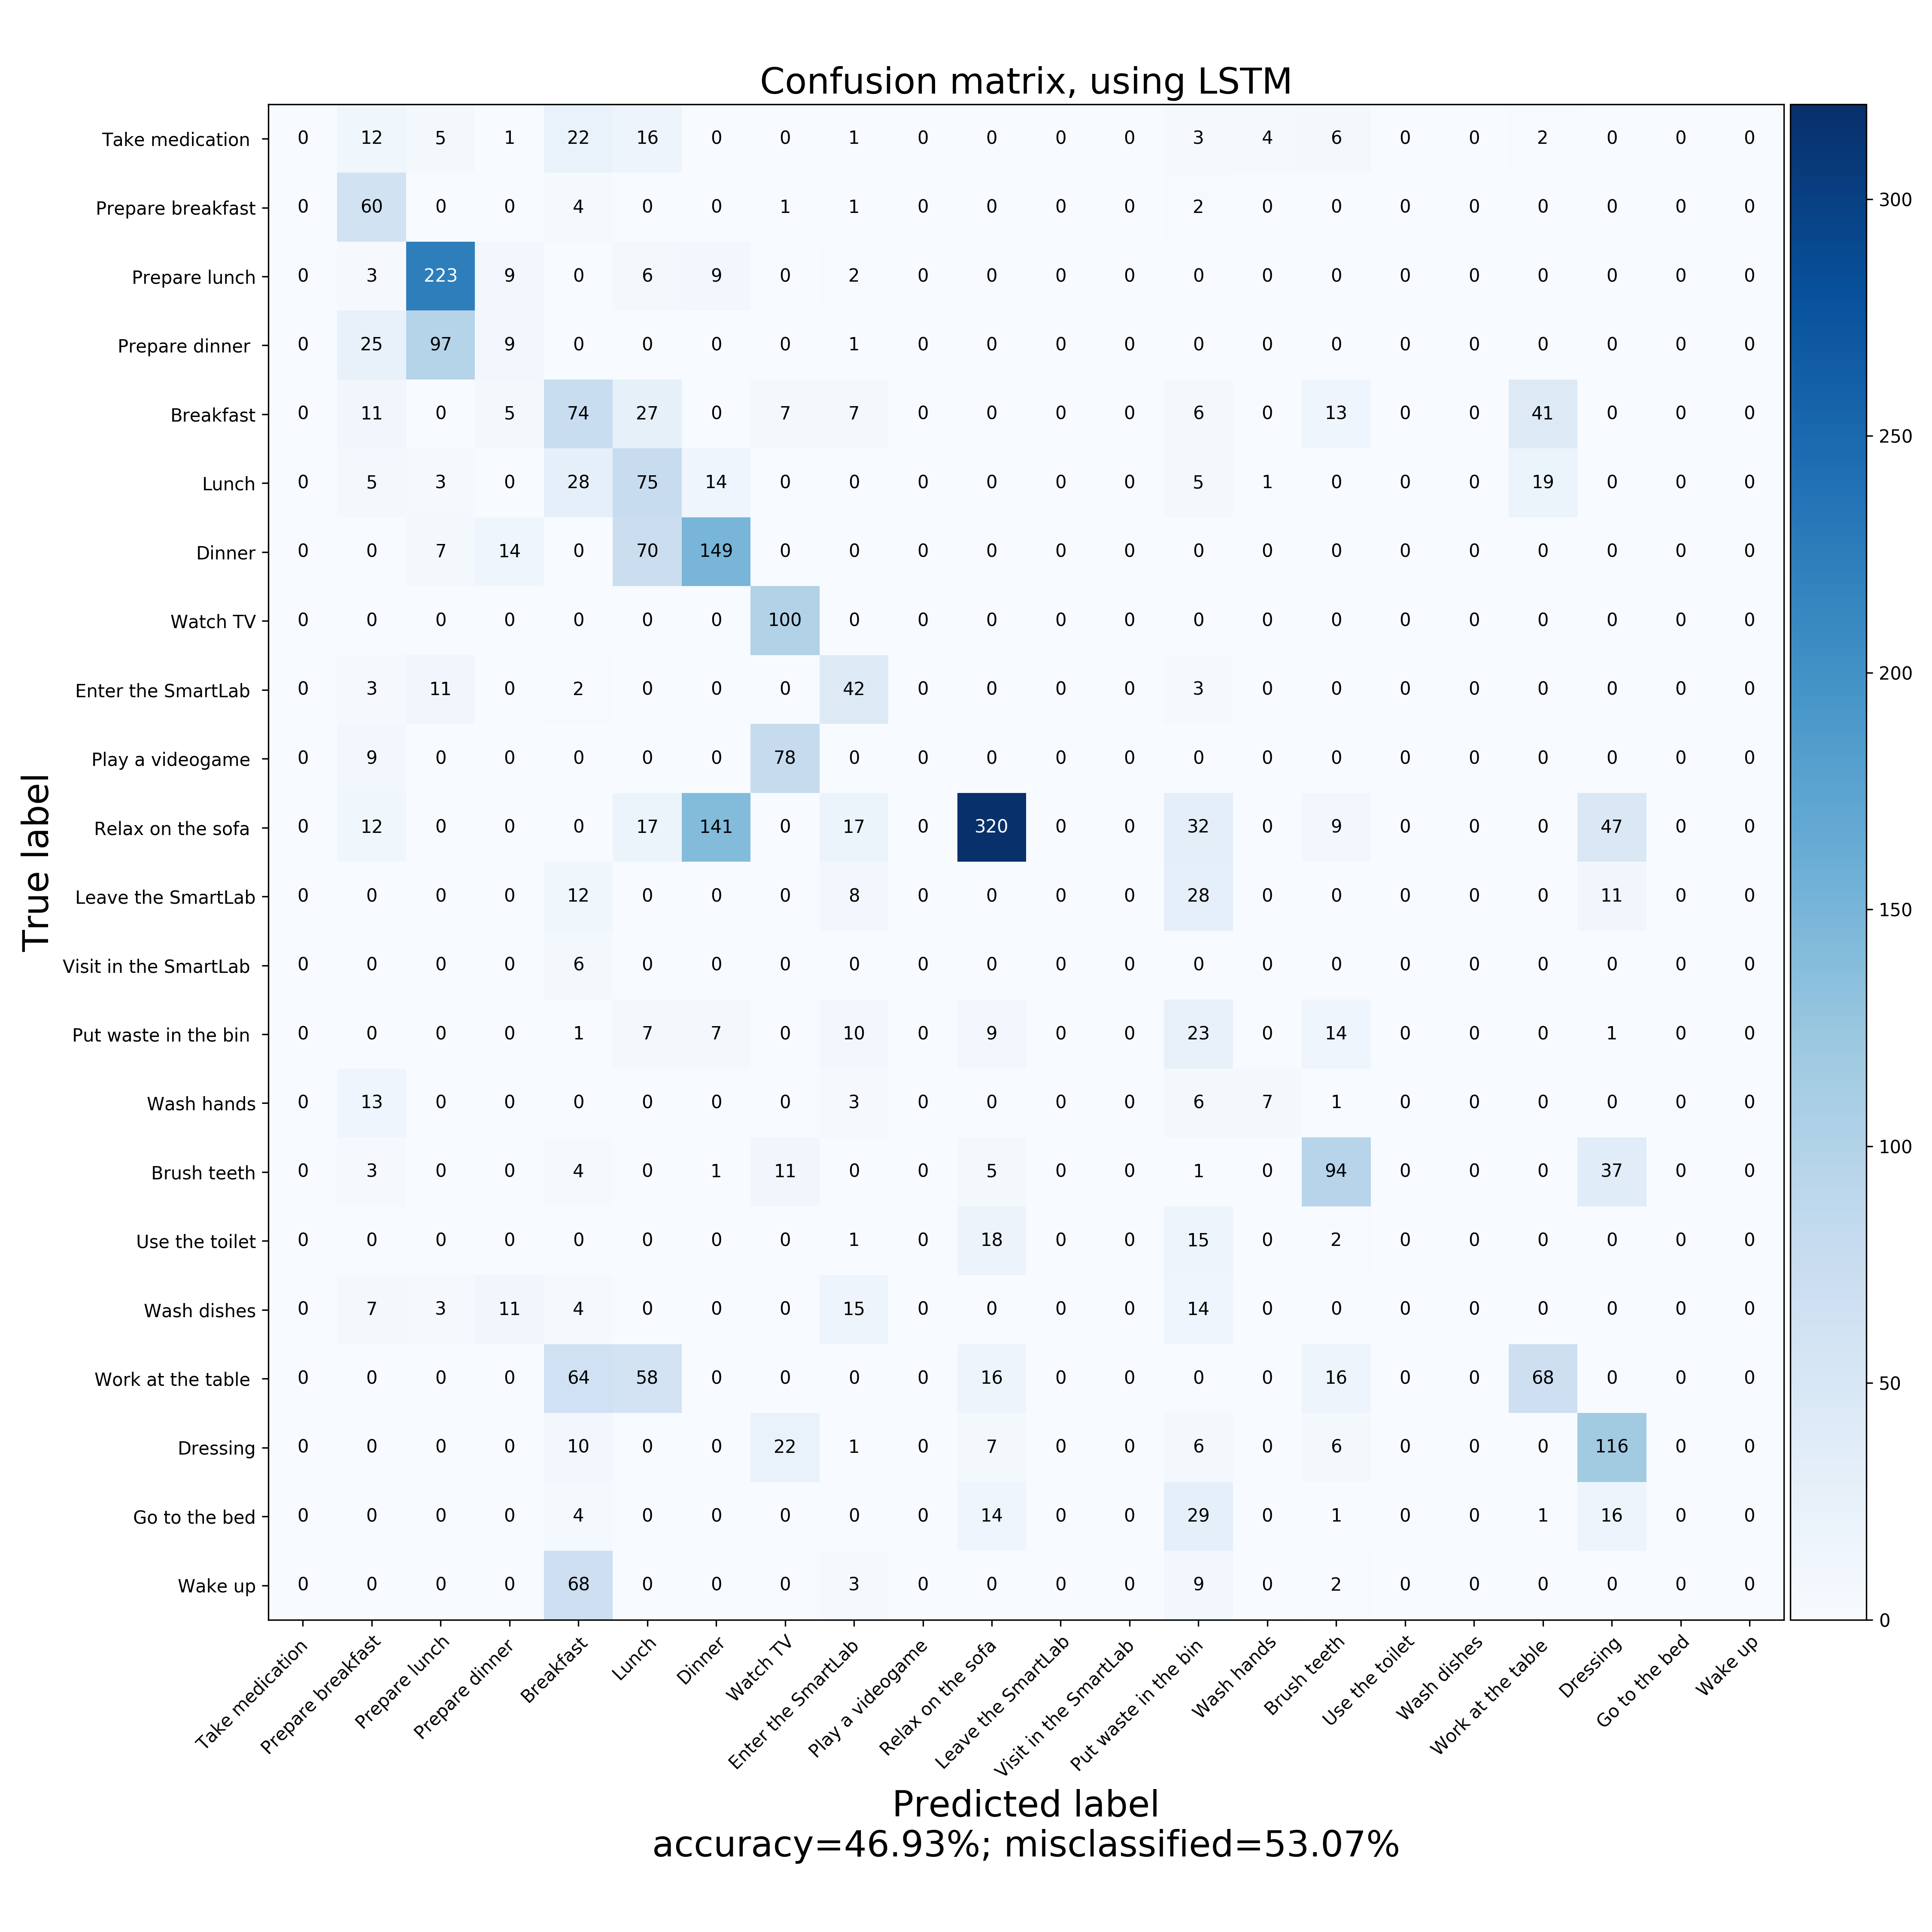 Confusion matrix, using LSTM
Take medication 0 12 5 1 22 16 0 0 1 0 0 0 0 3 4 6 0 0 2 0 0 0
Prepare breakfast 0 60 0 0 4 0 0 1 1 0 0 0 0 2 0 0 0 0 0 0 0 0
300
Prepare lunch 0 3 223 9 0 6 9 0 2 0 0 0 0 0 0 0 0 0 0 0 0 0
Prepare dinner 0 25 97 9 0 0 0 0 1 0 0 0 0 0 0 0 0 0 0 0 0 0
Breakfast 0 11 0 5 74 27 0 7 7 0 0 0 0 6 0 13 0 0 41 0 0 0
250
Lunch 0 5 3 0 28 75 14 0 0 0 0 0 0 5 1 0 0 0 19 0 0 0
Dinner 0 0 7 14 0 70 149 0 0 0 0 0 0 0 0 0 0 0 0 0 0 0
Watch TV 0 0 0 0 0 0 0 100 0 0 0 0 0 0 0 0 0 0 0 0 0 0
200
Enter the SmartLab 0 3 11 0 2 0 0 0 42 0 0 0 0 3 0 0 0 0 0 0 0 0
Play a videogame 0 9 0 0 0 0 0 78 0 0 0 0 0 0 0 0 0 0 0 0 0 0
Relax on the sofa 0 12 0 0 0 17 141 0 17 0 320 0 0 32 0 9 0 0 0 47 0 0
Leave the SmartLab 0 0 0 0 12 0 0 0 8 0 0 0 0 28 0 0 0 0 0 11 0 0
150
Visit in the SmartLab 0 0 0 0 6 0 0 0 0 0 0 0 0 0 0 0 0 0 0 0 0 0
Put waste in the bin 0 0 0 0 1 7 7 0 10 0 9 0 0 23 0 14 0 0 0 1 0 0
Wash hands 0 13 0 0 0 0 0 0 3 0 0 0 0 6 7 1 0 0 0 0 0 0
100
Brush teeth 0 3 0 0 4 0 1 11 0 0 5 0 0 1 0 94 0 0 0 37 0 0
Use the toilet 0 0 0 0 0 0 0 0 1 0 18 0 0 15 0 2 0 0 0 0 0 0
Wash dishes 0 7 3 11 4 0 0 0 15 0 0 0 0 14 0 0 0 0 0 0 0 0
Work at the table 0 0 0 0 64 58 0 0 0 0 16 0 0 0 0 16 0 0 68 0 0 0
50
Dressing 0 0 0 0 10 0 0 22 1 0 7 0 0 6 0 6 0 0 0 116 0 0
Go to the bed 0 0 0 0 4 0 0 0 0 0 14 0 0 29 0 1 0 0 1 16 0 0
Wake up 0 0 0 0 68 0 0 0 3 0 0 0 0 9 0 2 0 0 0 0 0 0
0
True label
Take medication
Prepare breakfast
Prepare lunch
Prepare dinner
Breakfast
Lunch
Dinner
Watch TV
Enter the SmartLab
Play a videogame
Relax on the sofa
Leave the SmartLab
Visit in the SmartLab
Put waste in the bin
Wash hands
Brush teeth
Use the toilet
Wash dishes
Work at the table
Dressing
Go to the bed
Wake up
Predicted label
accuracy=46.93%; misclassified=53.07%